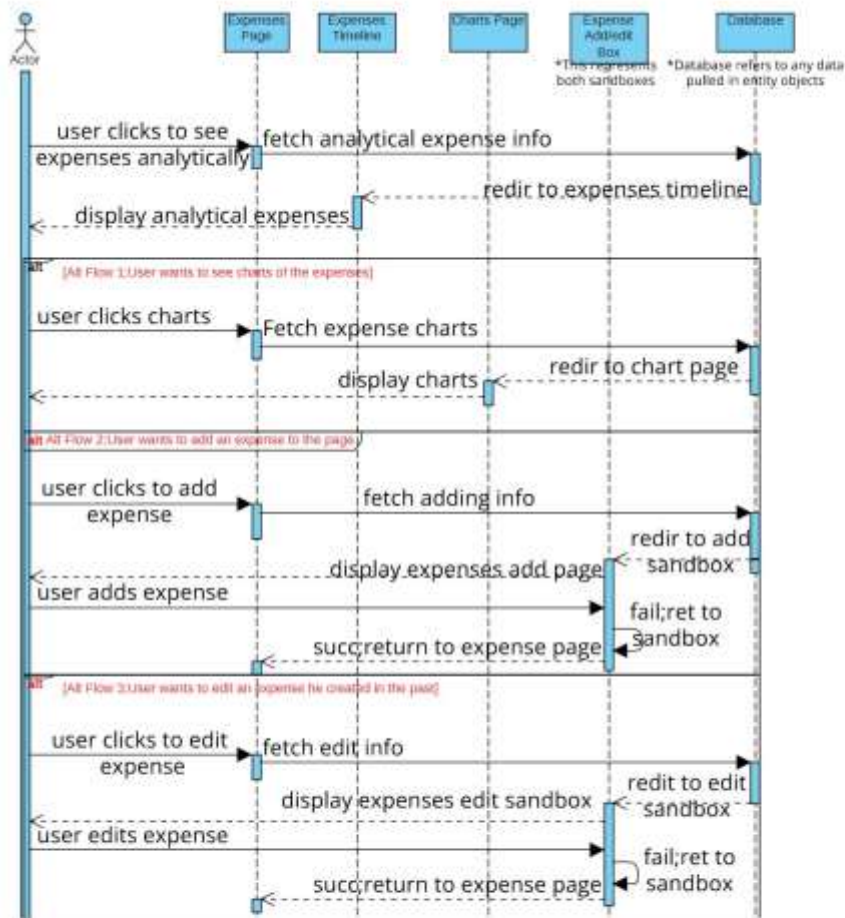 Actor
Expenses
Page
Expenses
Timeline
Charts Page
Expense
Add/edit
Box
Database
*This represents
both sandboxes
*Database refers to any data
pulled in entity objects
user clicks to see
expenses analytically
fetch analytical expense info
redir to expenses timeline
display analytical expenses
alt
[Alt Flow 1:User wants to see charts of the expenses]
user clicks charts
Fetch expense charts
redir to chart page
display charts
alt Alt Flow 2:User wants to add an expense to the page
user clicks to add
expense
fetch adding info
redir to add
sandbox
display expenses add page
user adds expense
fail;ret to
sandbox
succ;return to expense page
alt
[Alt Flow 3:User wants to edit an expense he created in the past]
user clicks to edit
expense
fetch edit info
redit to edit
sandbox
display expenses edit sandbox
user edits expense
fail;ret to
sandbox
succ;return to expense page